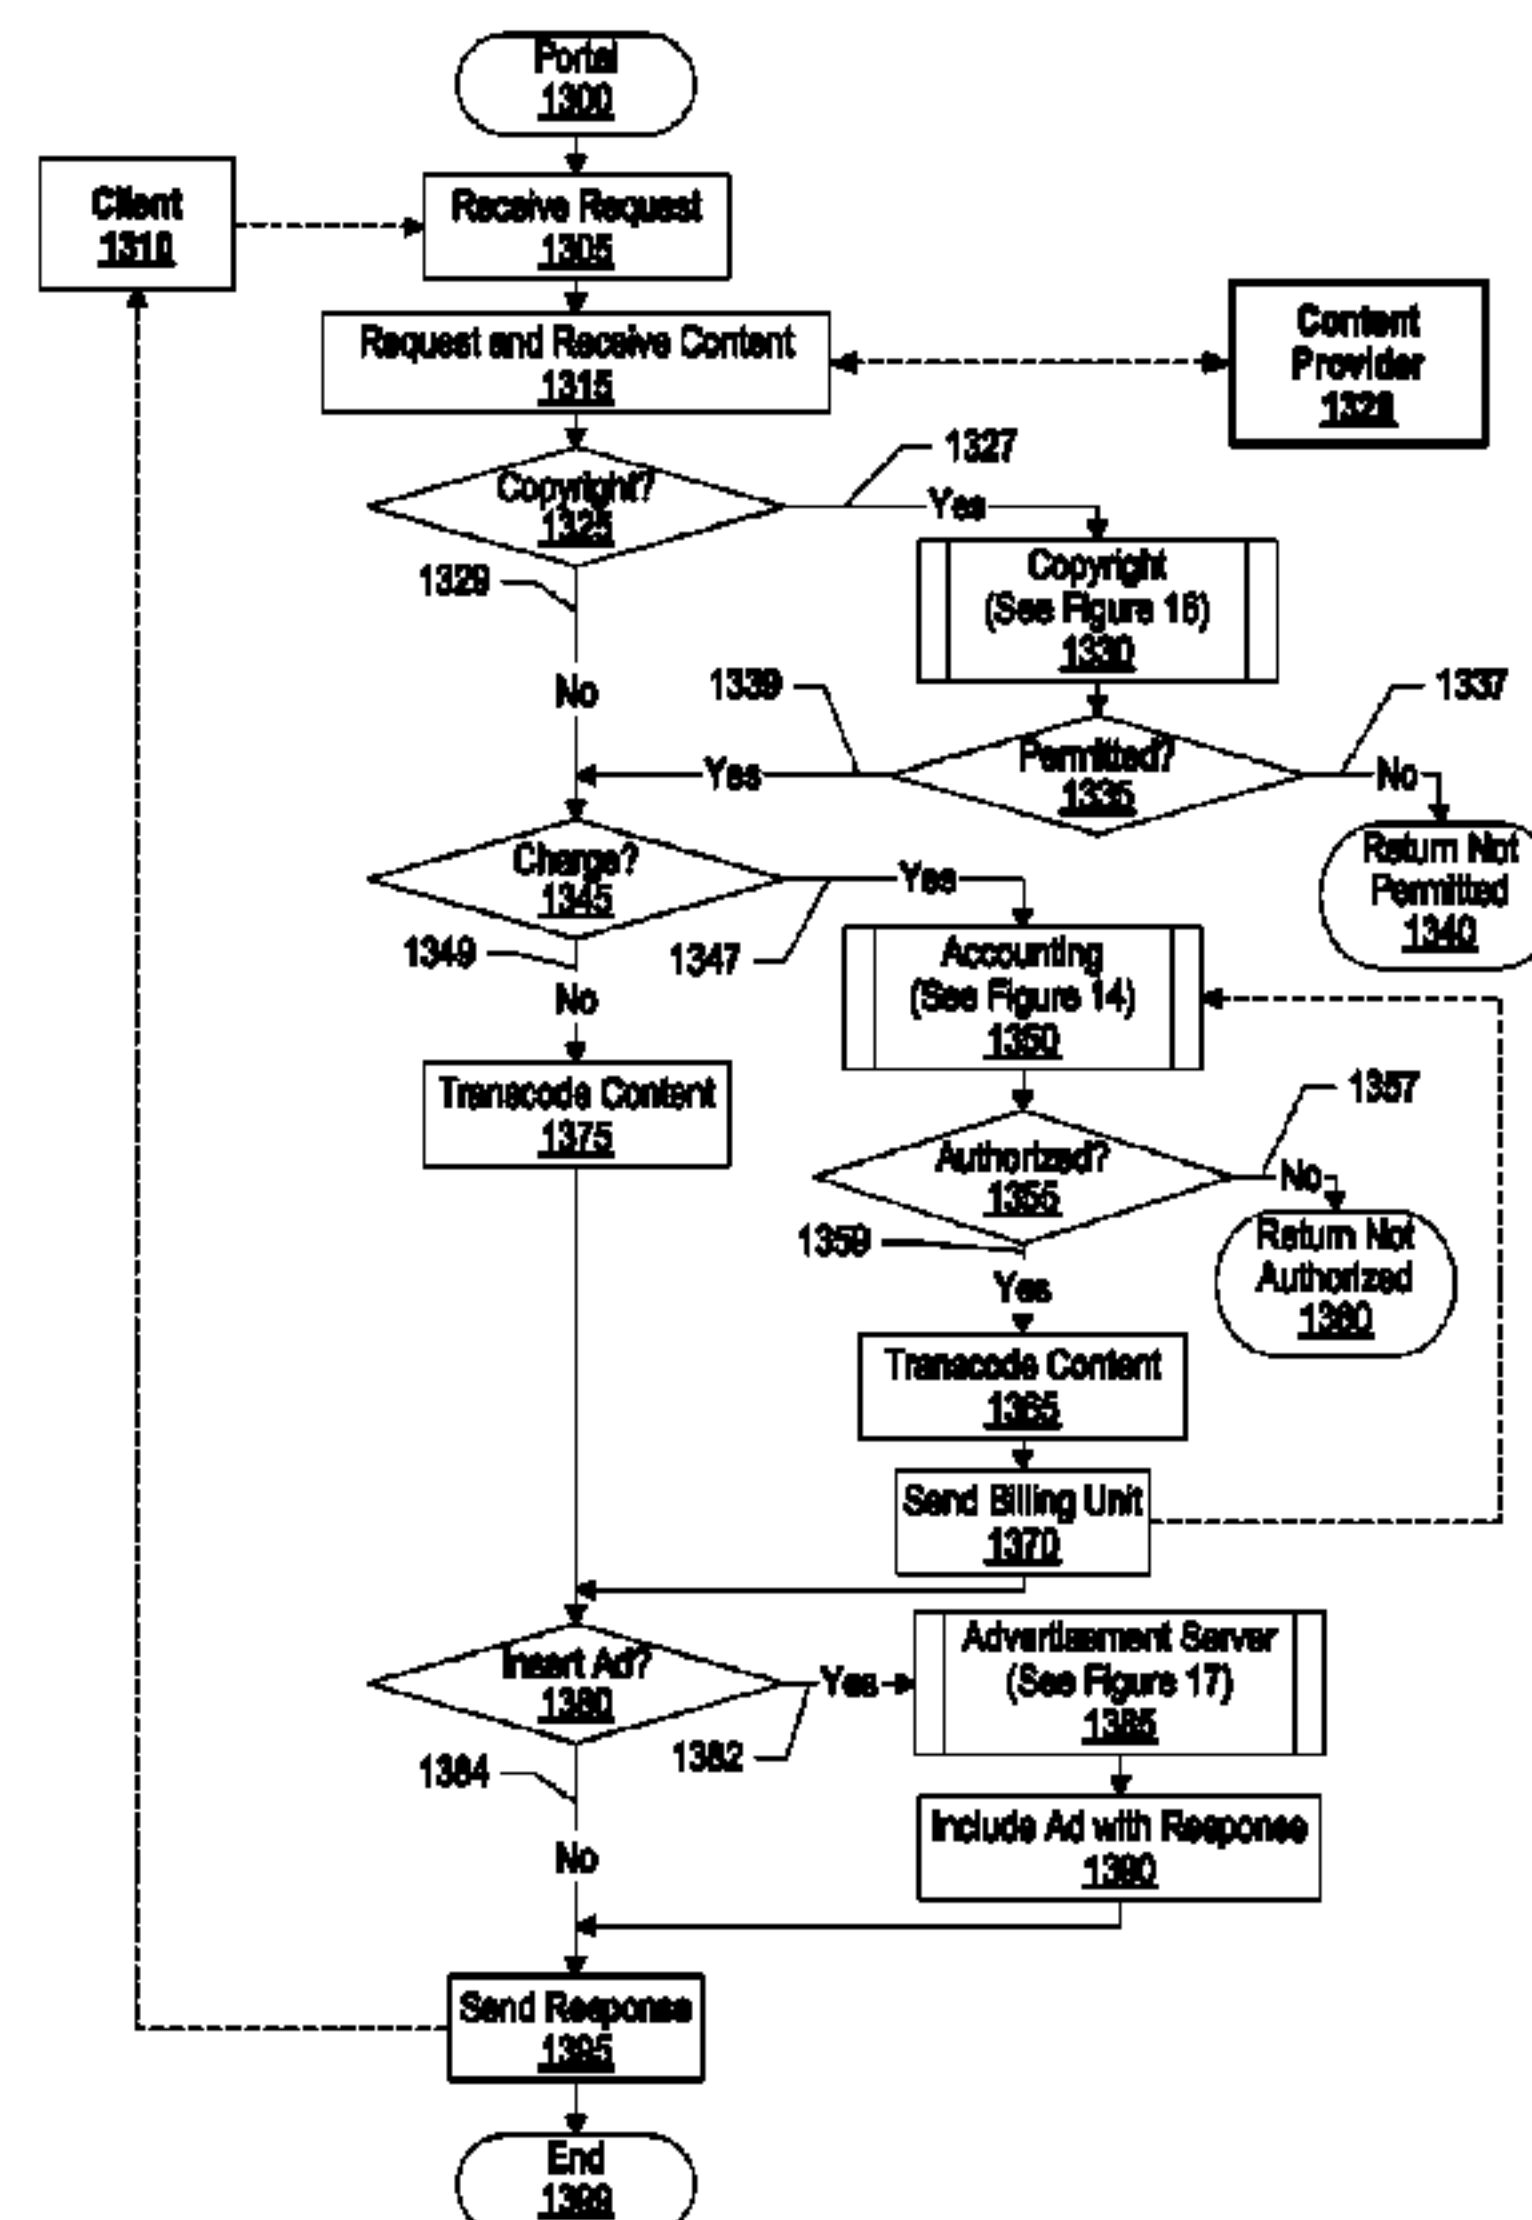 Portal
1300
Client
1310
Receive Request
1305
Request and Receive Content
1315
Content
Provider
1320
1327
Copyright?
1325
Yes
1329
Copyright
(See Figure 16)
1330
No
1339
1337
Permitted?
1335
Yes
No
Charge?
1345
Yes
Return Not
Permitted
1340
1349
1347
No
Accounting
(See Figure 14)
1350
Transcode Content
1375
1357
Authorized?
1355
No
1359
Yes
Return Not
Authorized
1360
Transcode Content
1365
Send Billing Unit
1370
Insert Ad?
1380
Yes
Advertisement Server
(See Figure 17)
1385
1384
1382
No
Include Ad with Response
1390
Send Response
1395
End
1399